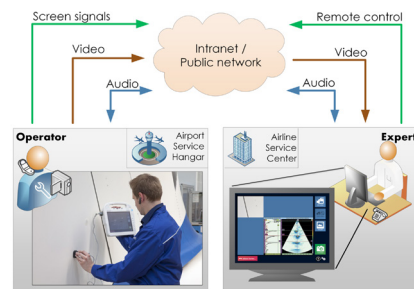 Screen signals
Remote control
Video
Intranet /
Public network
Video
Audio
Audio
Operator
Airport
Service
Hangar
Airline
Service
Center
Expert